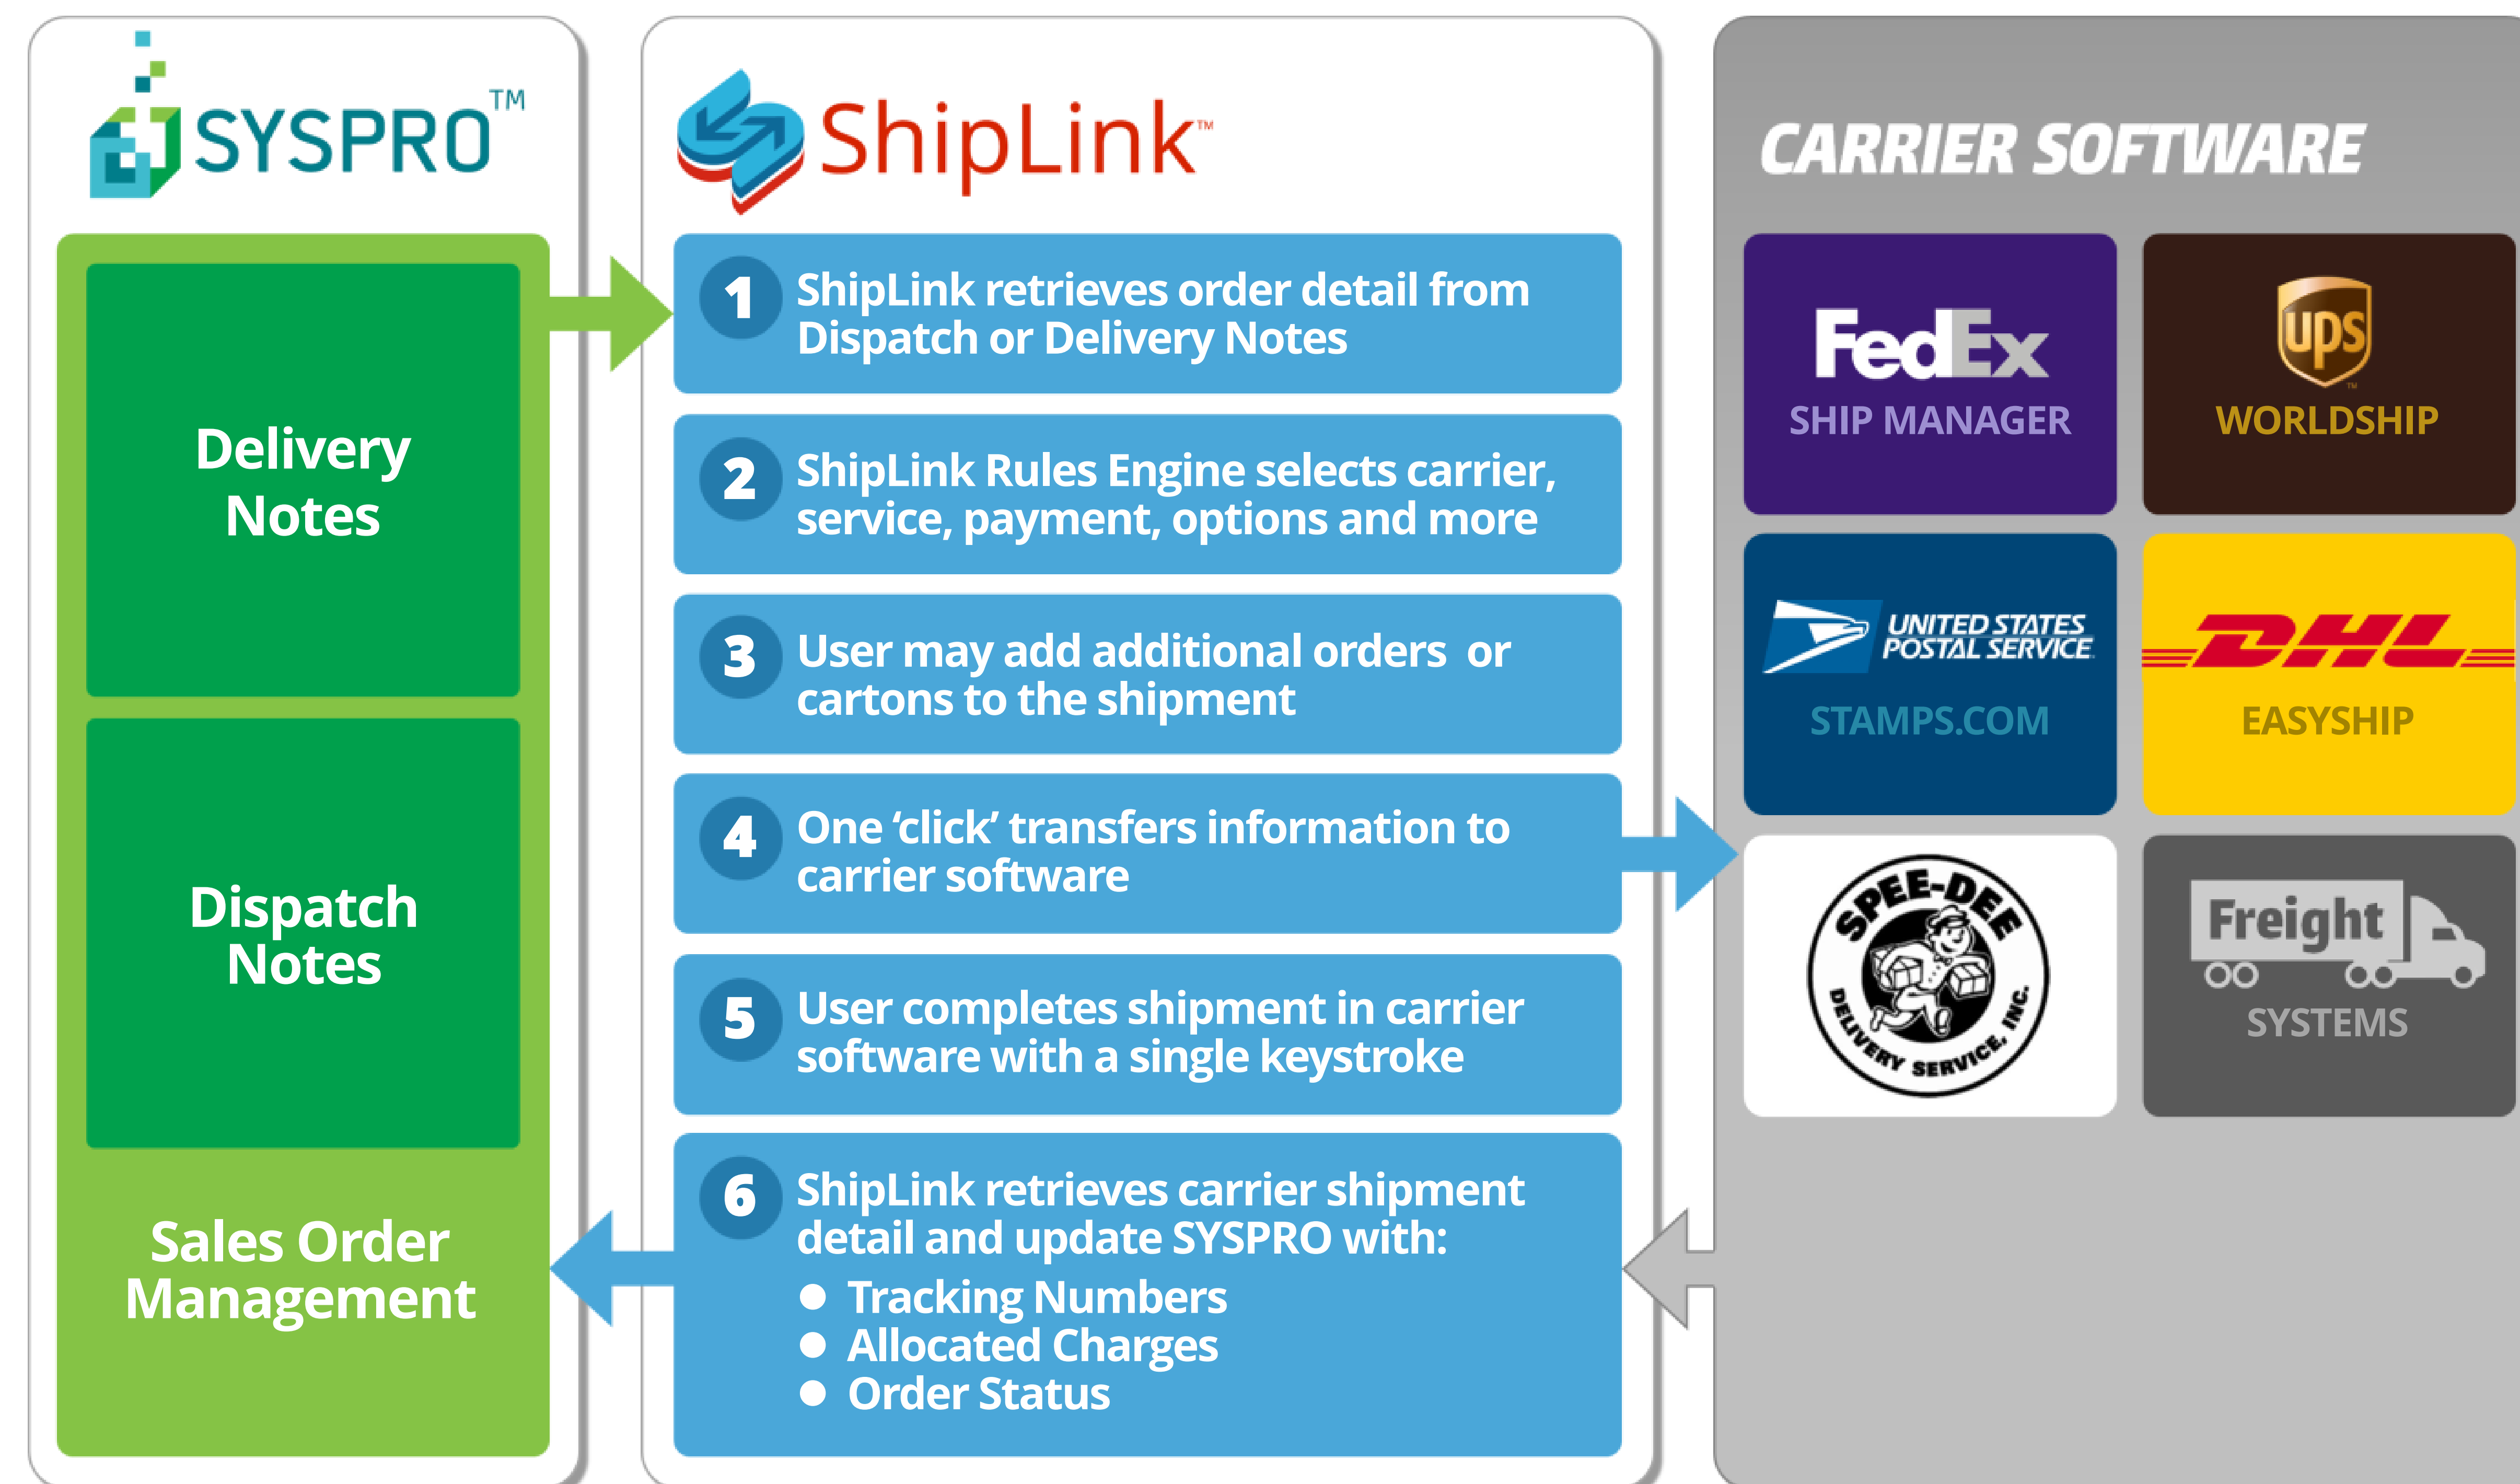 SYSPRO™
Delivery
Notes
Dispatch
Notes
Sales Order
Management
ShipLink™
1 ShipLink retrieves order detail from
Dispatch or Delivery Notes
2 ShipLink Rules Engine selects carrier,
service, payment, options and more
3 User may add additional orders or
cartons to the shipment
4 One ‘click’ transfers information to
carrier software
5 User completes shipment in carrier
software with a single keystroke
6 ShipLink retrieves carrier shipment
detail and update SYSPRO with:
● Tracking Numbers
● Allocated Charges
● Order Status
CARRIER SOFTWARE
FedEx
SHIP MANAGER
ups™
WORLDSHIP
UNITED STATES
POSTAL SERVICE
STAMPS.COM
DHL
EASYSHIP
SPEE-DEE
DELIVERY SERVICE, INC.
Freight
SYSTEMS